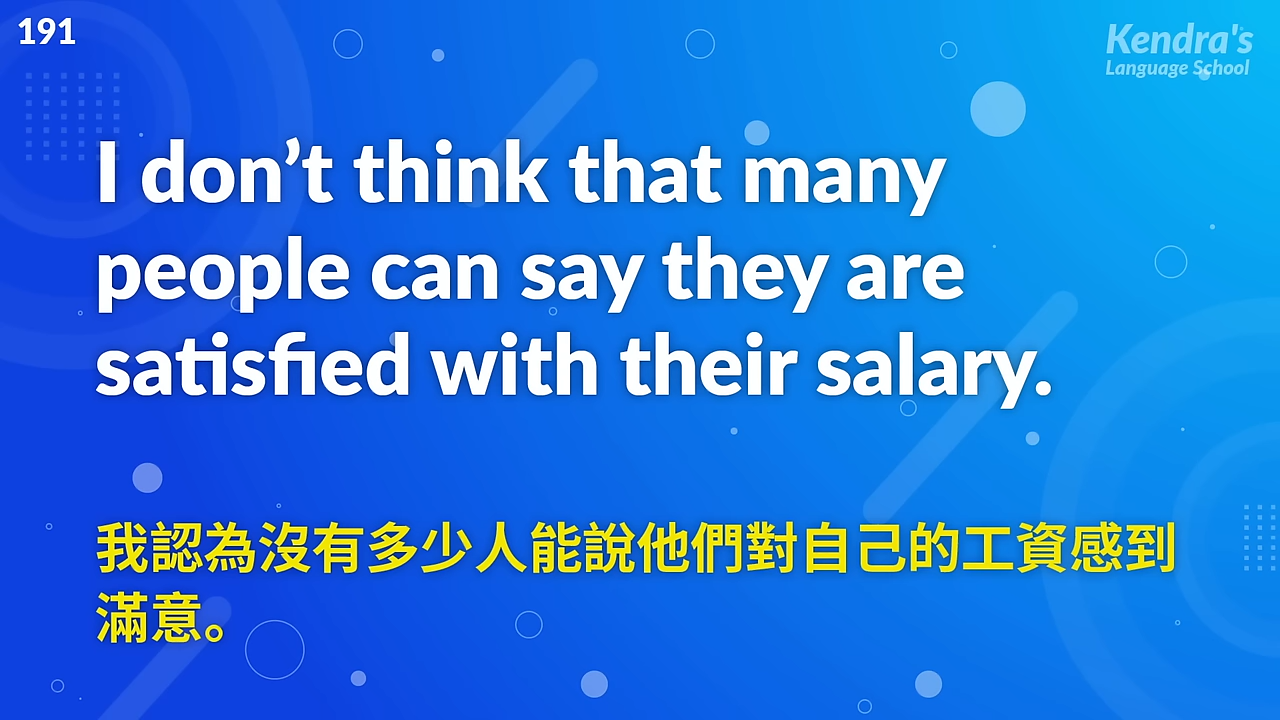 191
Kendra's
Language School
I don’t think that many
people can say they are
satisfied with their salary.
我認為沒有多少人能說他們對自己的工資感到
滿意。